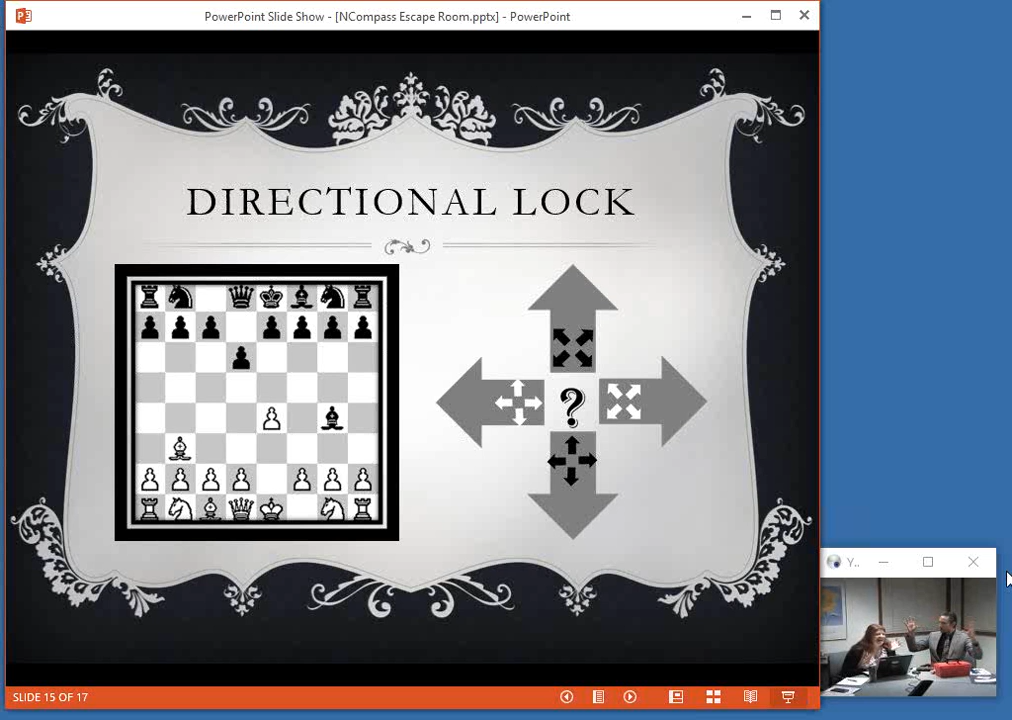 PowerPoint Slide Show - [NCompass Escape Room.pptx] - PowerPoint
DIRECTIONAL LOCK
?
Y..
SLIDE 15 OF 17